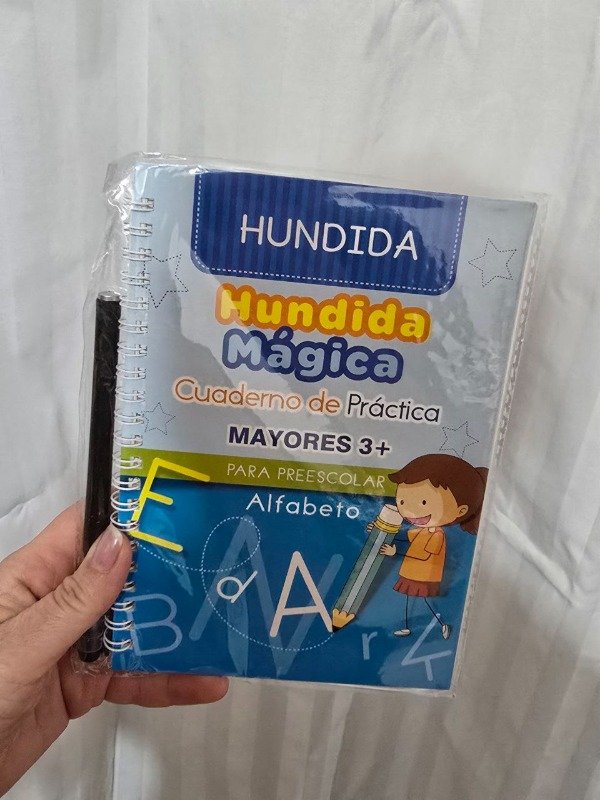 HUNDIDA
Hundida
Mágica
Cuaderno de Práctica
MAYORES 3+
PARA PREESCOLAR
Alfabeto
E
d
A
B
N
r